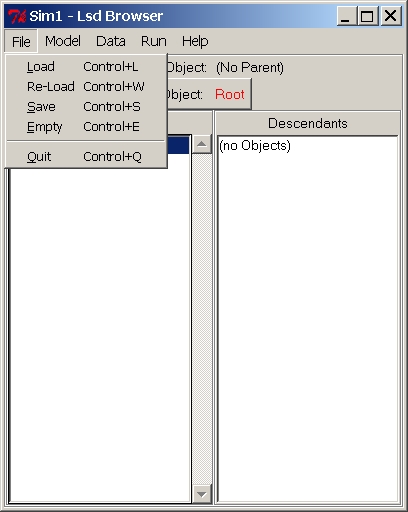 Sim1 - Lsd Browser
File Model Data Run Help
Object: (No Parent)
Object: Root
Load Control+L
Re-Load Control+W
Save Control+S
Empty Control+E
Quit Control+Q
Descendants
(no Objects)